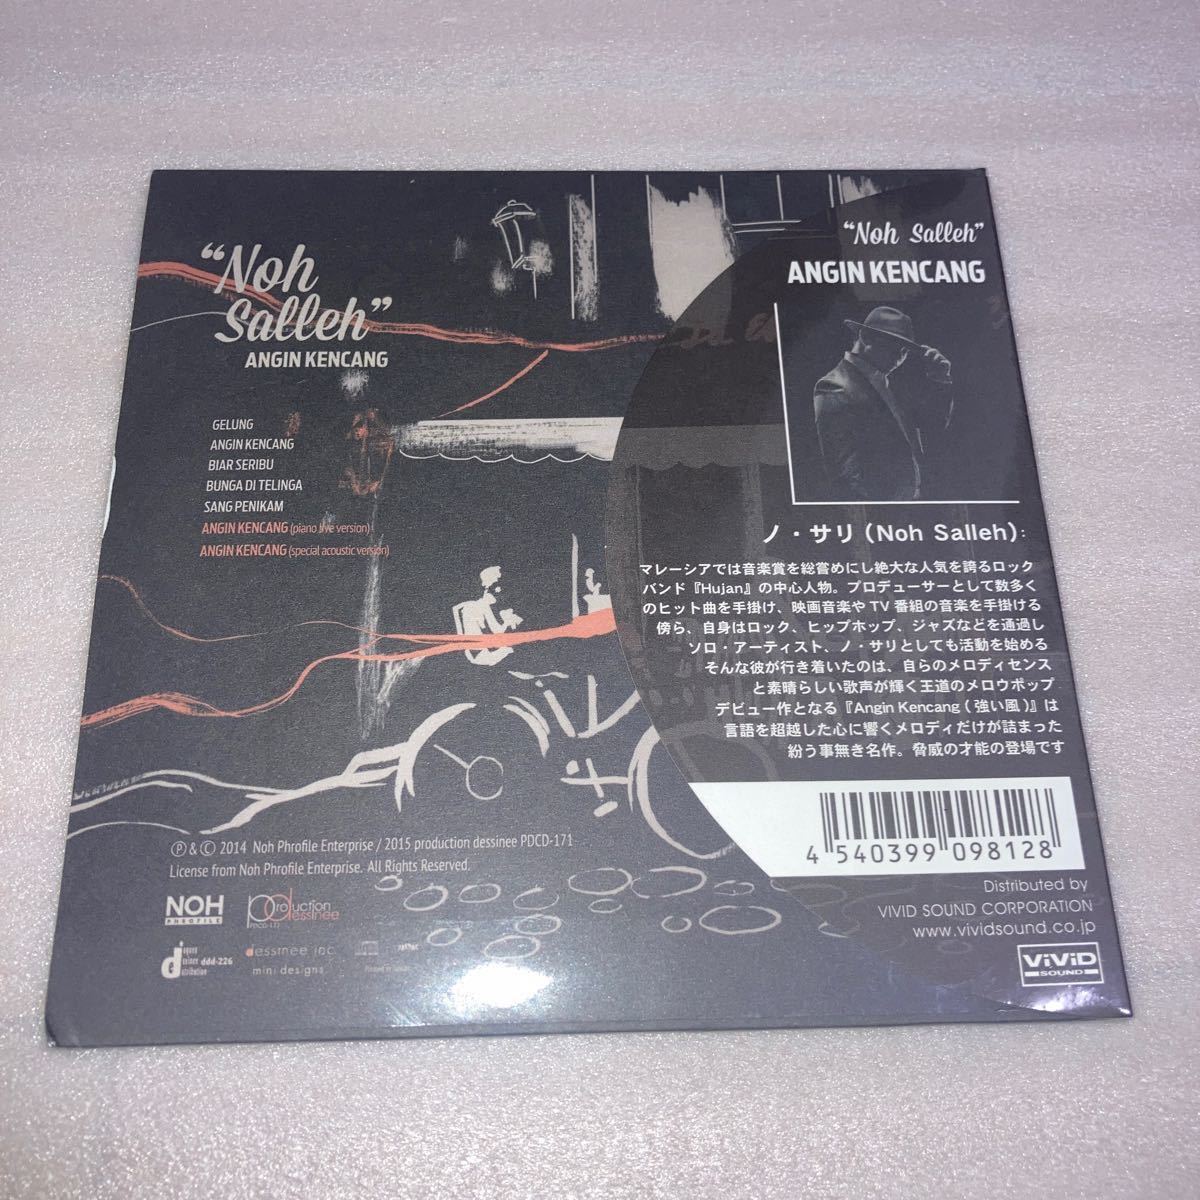 “Noh
Salleh”
ANGIN KENCANG
GELUNG
ANGIN KENCANG
BIAR SERIBU
BUNGA DI TELINGA
SANG PENIKAM
ANGIN KENCANG (piano live version)
ANGIN KENCANG (special acoustic version)
Ⓟ & © 2014 Noh Phrofile Enterprise / 2015 production dessinee PDCD-171
License from Noh Phrofile Enterprise. All Rights Reserved.
NOH
PHROFILE
production
dessinee
PDCD-171
ddd-226
dessinee inc.
mini designs
“Noh Salleh”
ANGIN KENCANG
ノ・サリ (Noh Salleh):
マレーシアでは音楽賞を総嘗めにし絶大な人気を誇るロック
バンド『Hujan』の中心人物。プロデューサーとして数多く
のヒット曲を手掛け、映画音楽や TV 番組の音楽を手掛ける
傍ら、自身はロック、ヒップホップ、ジャズなどを通過し
ソロ・アーティスト、ノ・サリとしても活動を始める
そんな彼が行き着いたのは、自らのメロディセンス
と素晴らしい歌声が輝く王道のメロウポップ
デビュー作となる『Angin Kencang (強い風)』は
言語を超越した心に響くメロディだけが詰まった
紛う事無き名作。脅威の才能の登場です
4 540399 098128
Distributed by
VIVID SOUND CORPORATION
www.vividsound.co.jp
ViViD
SOUND